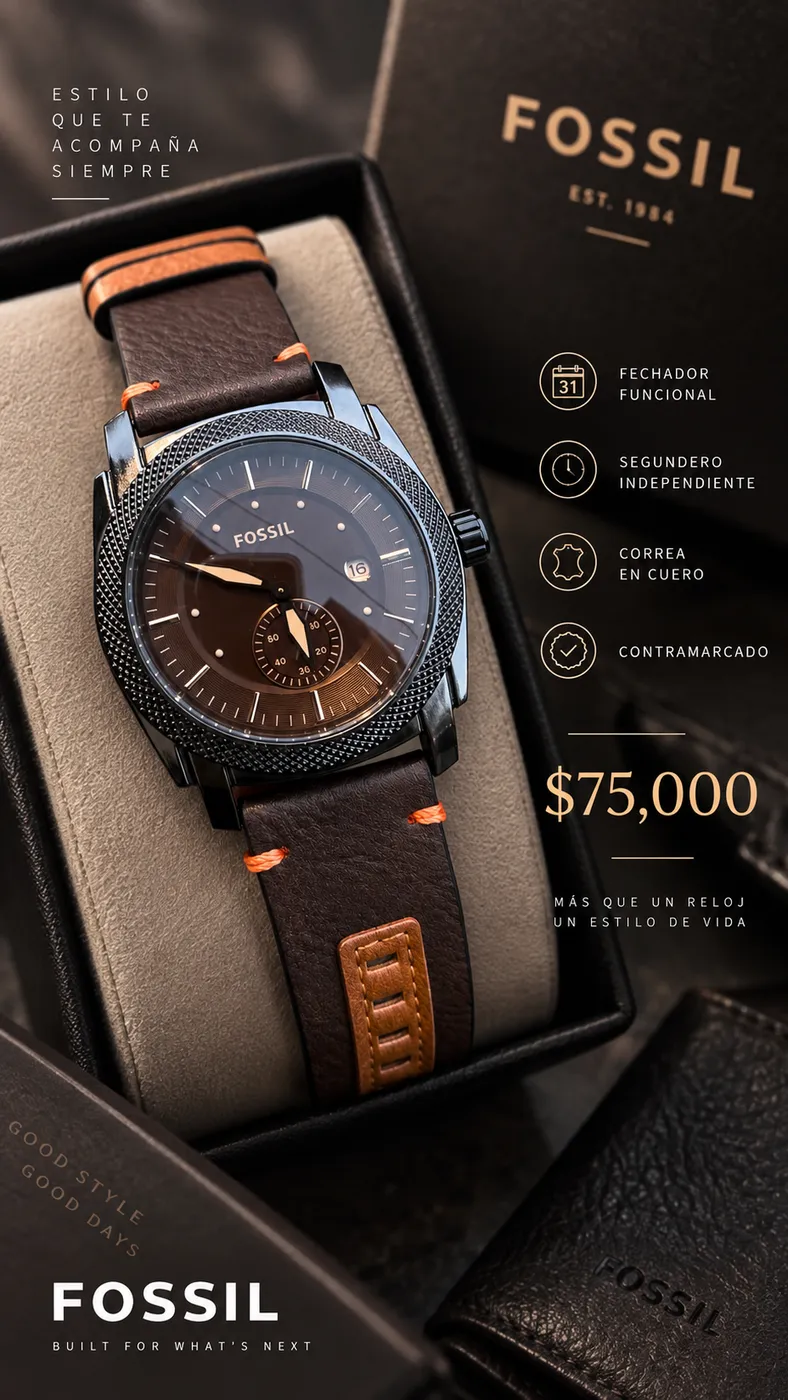 ESTILO
QUE TE
ACOMPAÑA
SIEMPRE
FOSSIL
EST. 1984
FOSSIL
16
80
20
40
31
FECHADOR
FUNCIONAL
SEGUNDERO
INDEPENDIENTE
CORREA
EN CUERO
CONTRAMARCADO
$75,000
MÁS QUE UN RELOJ
UN ESTILO DE VIDA
GOOD STYLE
GOOD DAYS
FOSSIL
BUILT FOR WHAT'S NEXT
FOSSIL